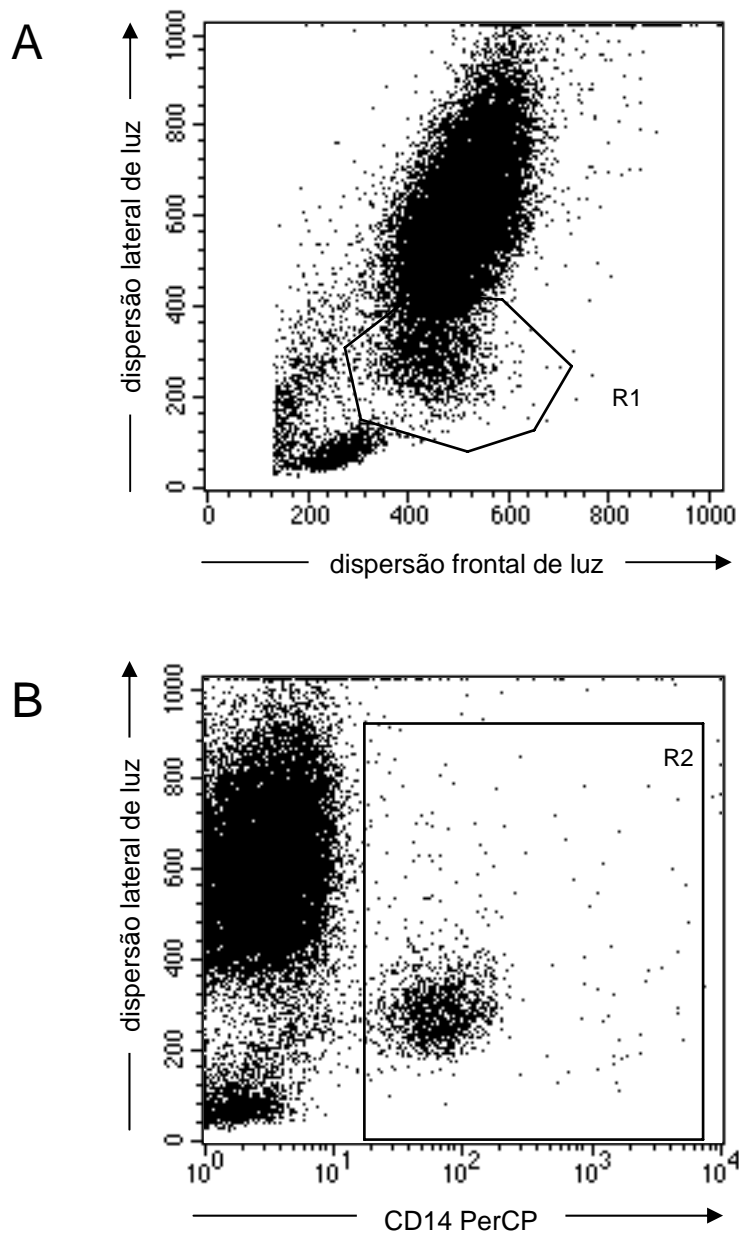 A
dispersão lateral de luz
1000
800
600
400
200
0
R1
0 200 400 600 800 1000
dispersão frontal de luz
B
dispersão lateral de luz
1000
800
600
400
200
0
R2
10^0 10^1 10^2 10^3 10^4
CD14 PerCP